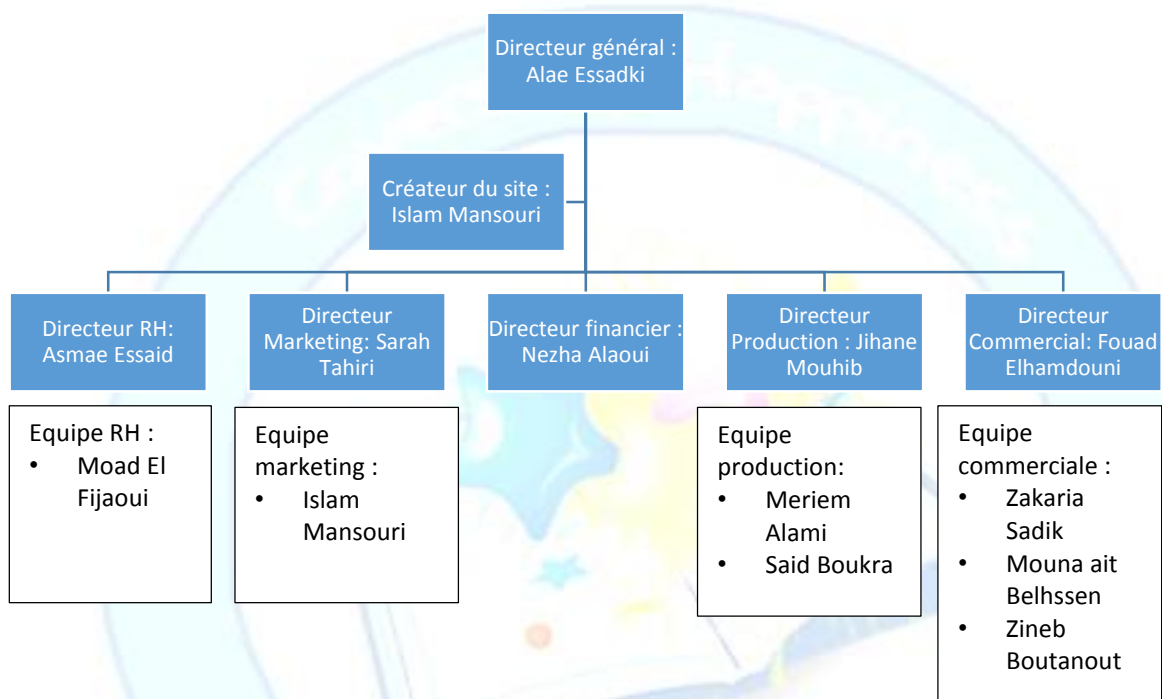 Directeur général :
Alae Essadki
Créateur du site :
Islam Mansouri
Directeur RH:
Asmae Essaid
Directeur
Marketing: Sarah
Tahiri
Directeur financier :
Nezha Alaoui
Directeur
Production : Jihane
Mouhib
Directeur
Commercial: Fouad
Elhamdouni
Equipe RH :
• Moad El
Fijaoui
Equipe
marketing :
• Islam
Mansouri
Equipe
production:
• Meriem
Alami
• Said Boukra
Equipe
commerciale :
• Zakaria
Sadik
• Mouna ait
Belhssen
• Zineb
Boutanout